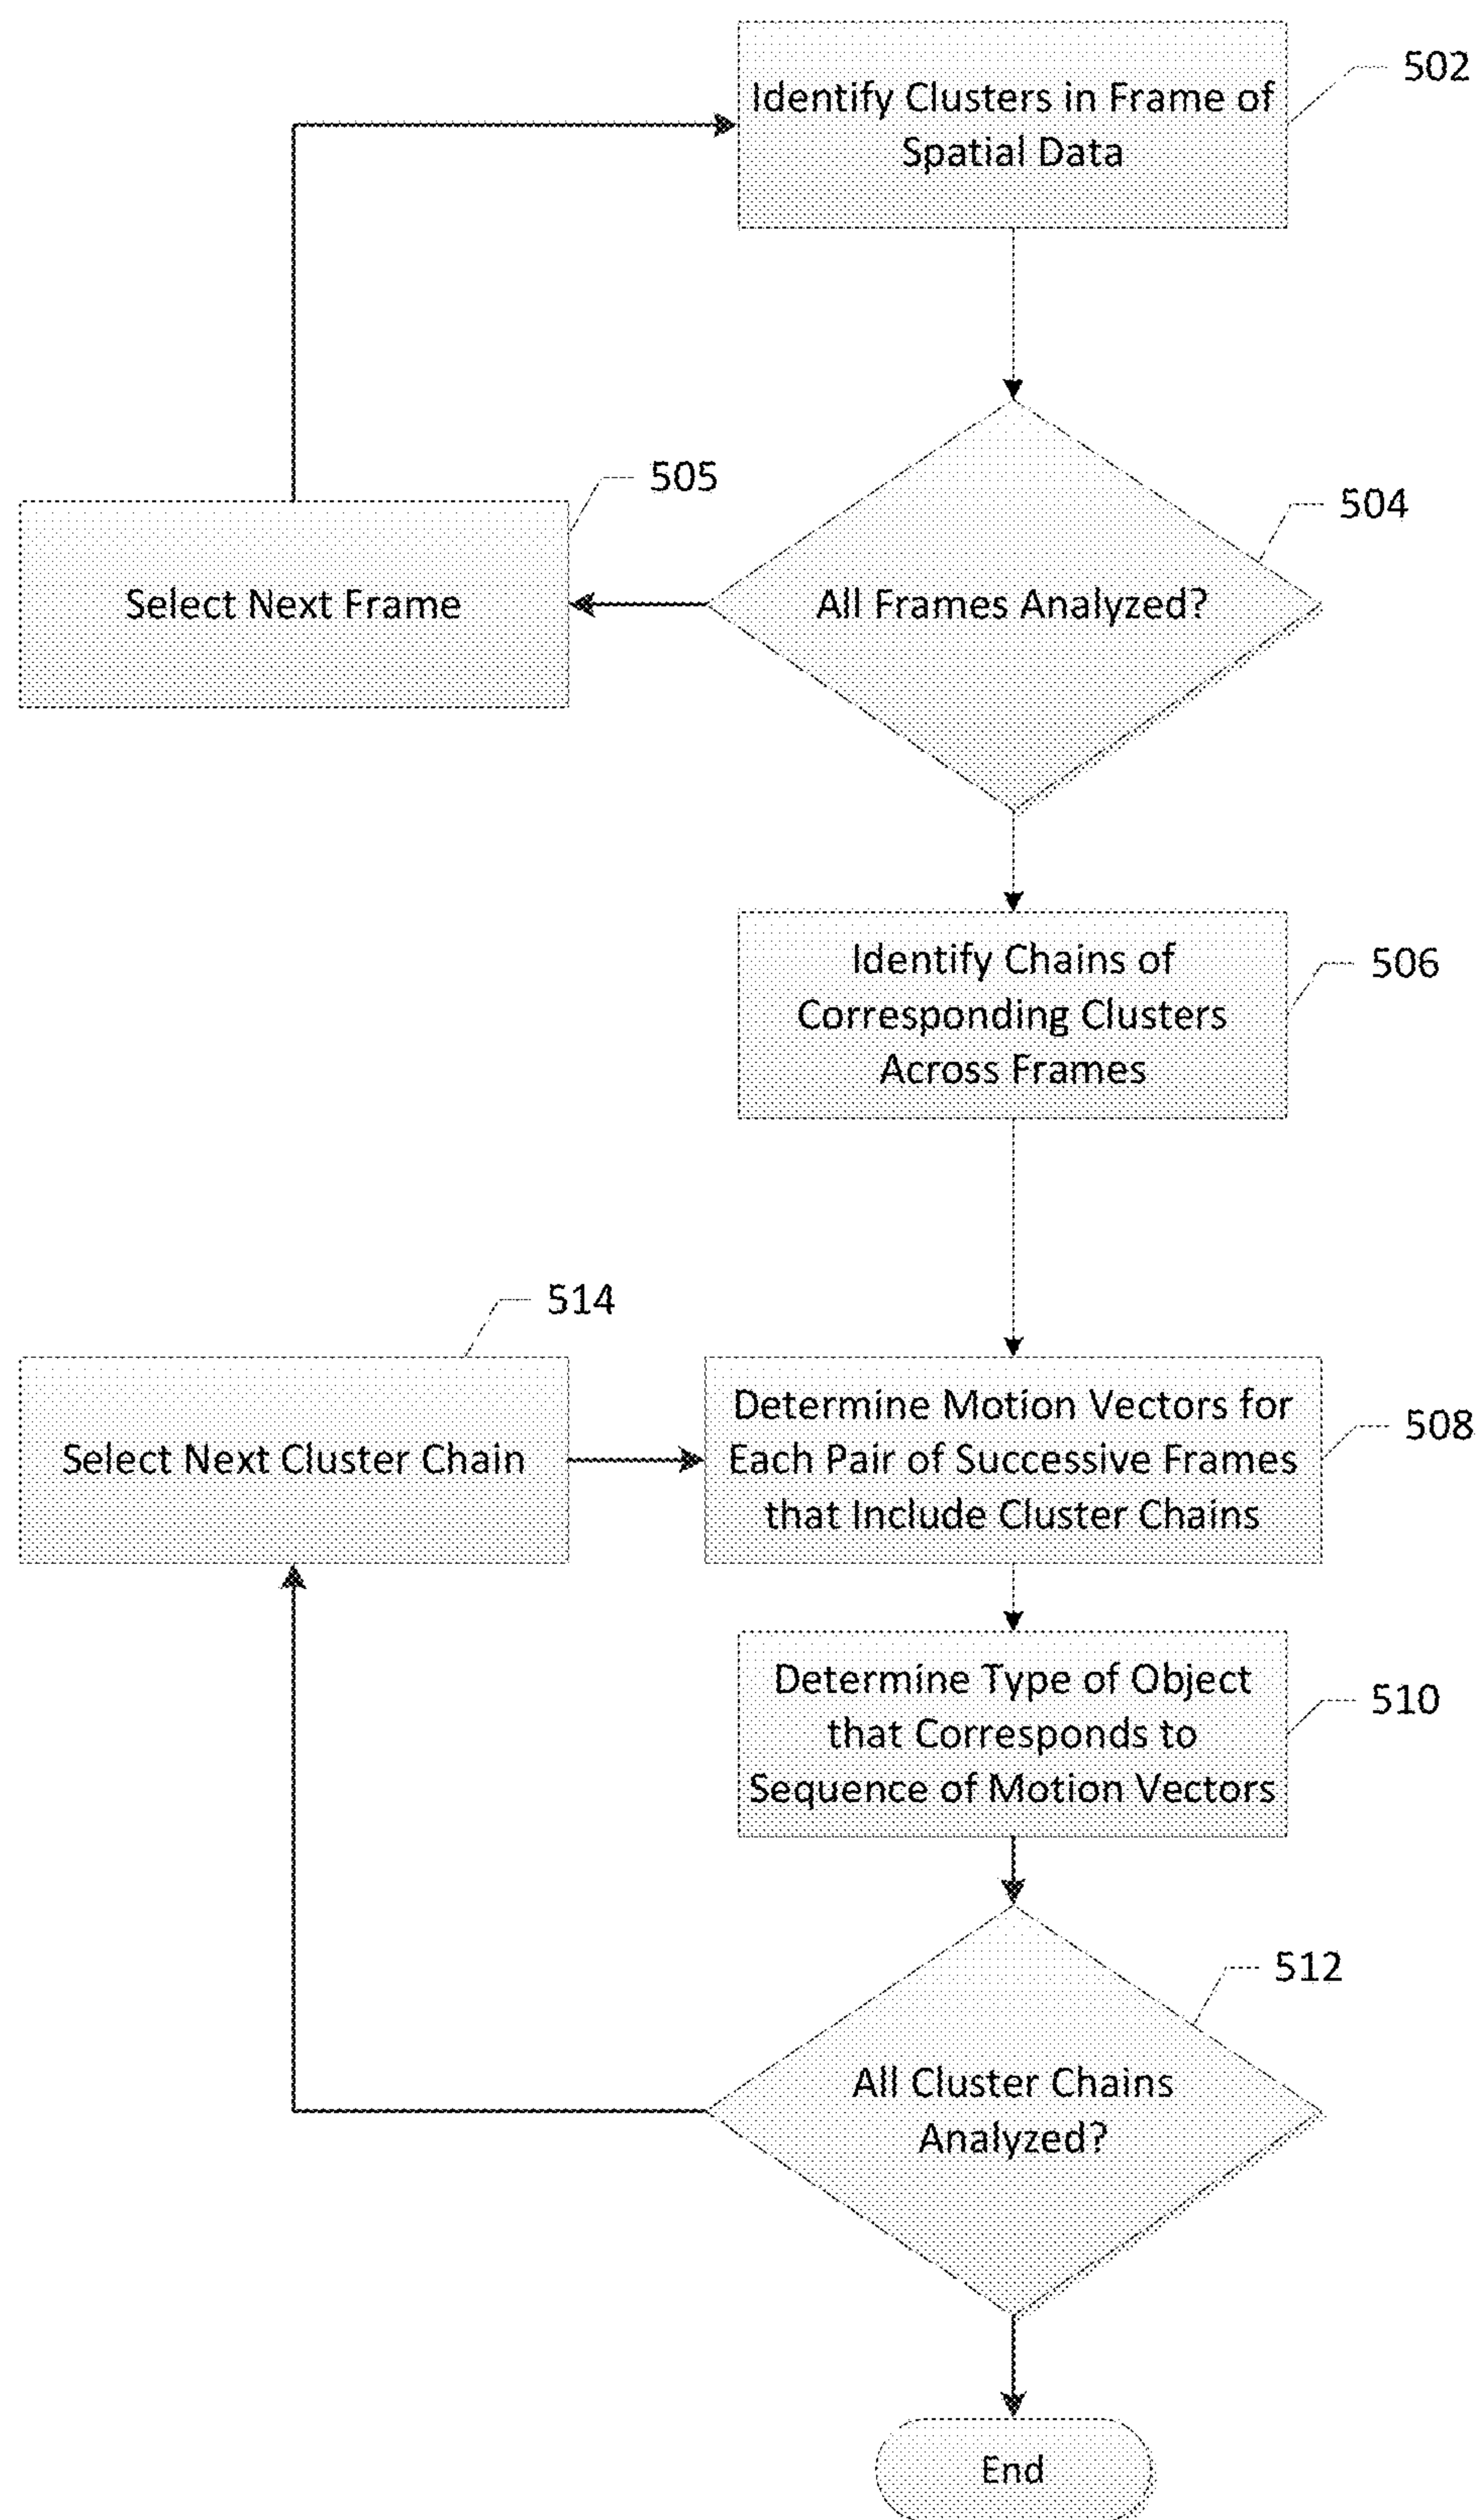 502
Identify Clusters in Frame of
Spatial Data
505
504
Select Next Frame
All Frames Analyzed?
506
Identify Chains of
Corresponding Clusters
Across Frames
514
508
Select Next Cluster Chain
Determine Motion Vectors for
Each Pair of Successive Frames
that Include Cluster Chains
510
Determine Type of Object
that Corresponds to
Sequence of Motion Vectors
512
All Cluster Chains
Analyzed?
End